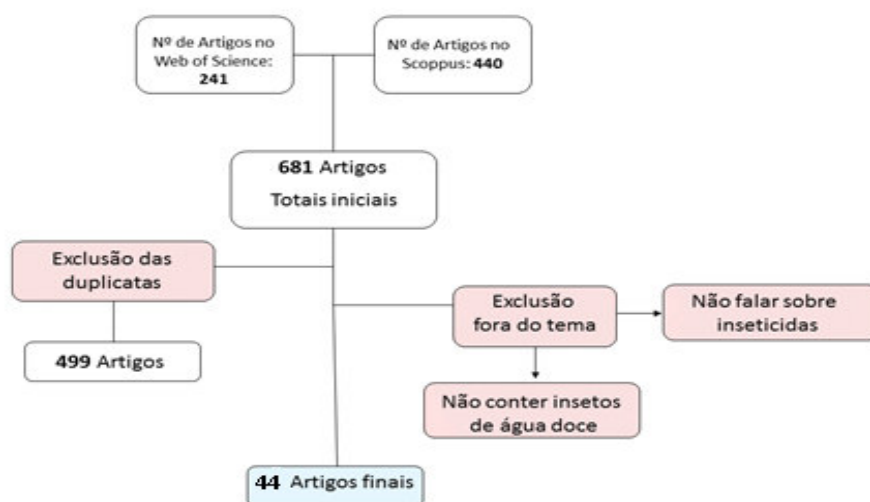 Nº de Artigos no
Web of Science:
241
Nº de Artigos no
Scoppus: 440
681 Artigos
Totais iniciais
Exclusão das
duplicatas
499 Artigos
Exclusão
fora do tema
Não falar sobre
inseticidas
Não conter insetos
de água doce
44 Artigos finais